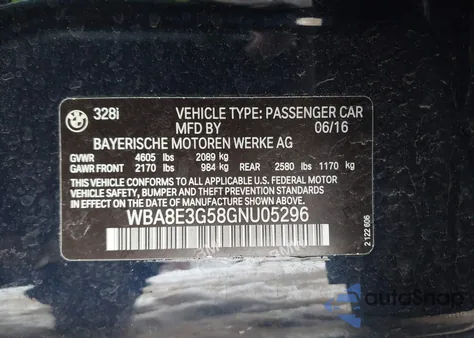 328i VEHICLE TYPE: PASSENGER CAR
MFD BY 06/16
BAYERISCHE MOTOREN WERKE AG
GVWR 4605 lbs 2089 kg
GAWR FRONT 2170 lbs 984 kg REAR 2580 lbs 1170 kg
THIS VEHICLE CONFORMS TO ALL APPLICABLE U.S. FEDERAL MOTOR
VEHICLE SAFETY, BUMPER AND THEFT PREVENTION STANDARDS IN
EFFECT ON THE DATE OF MANUFACTURE SHOWN ABOVE.
WBA8E3G58GNU05296
2 122 606
autoSnap